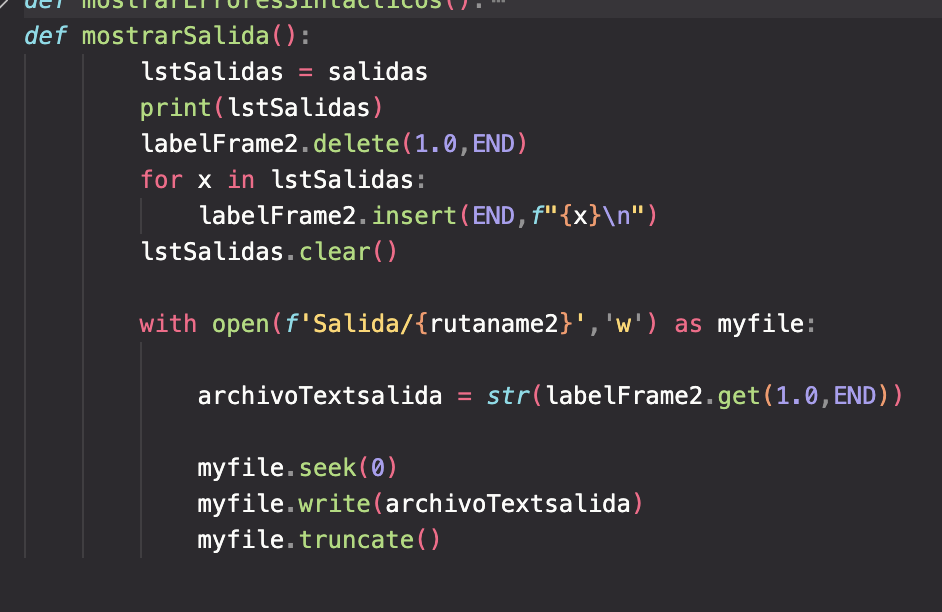 def mostrarErroresSintacticos():…
def mostrarSalida():
        lstSalidas = salidas
        print(lstSalidas)
        labelFrame2.delete(1.0,END)
        for x in lstSalidas:
            labelFrame2.insert(END,f"{x}\n")
        lstSalidas.clear()
        with open(f'Salida/{rutaname2}','w') as myfile:
            archivoTextsalida = str(labelFrame2.get(1.0,END))
            myfile.seek(0)
            myfile.write(archivoTextsalida)
            myfile.truncate()